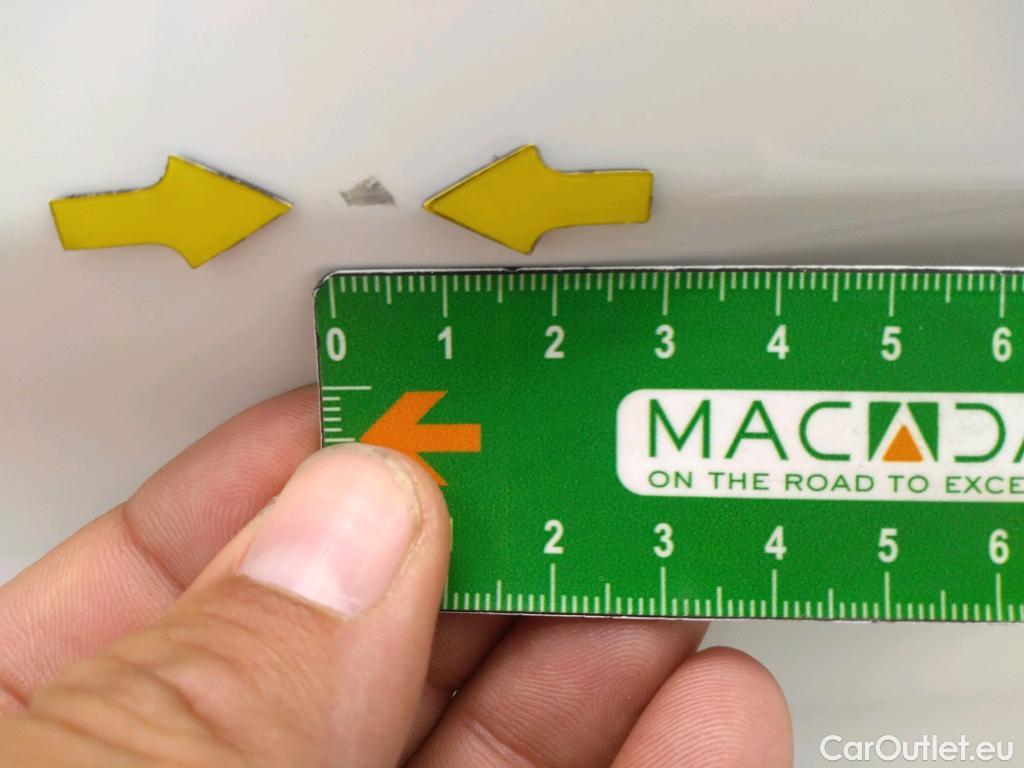 0 1 2 3 4 5 6
MACADA
ON THE ROAD TO EXCE
2 3 4 5 6
CarOutlet.eu